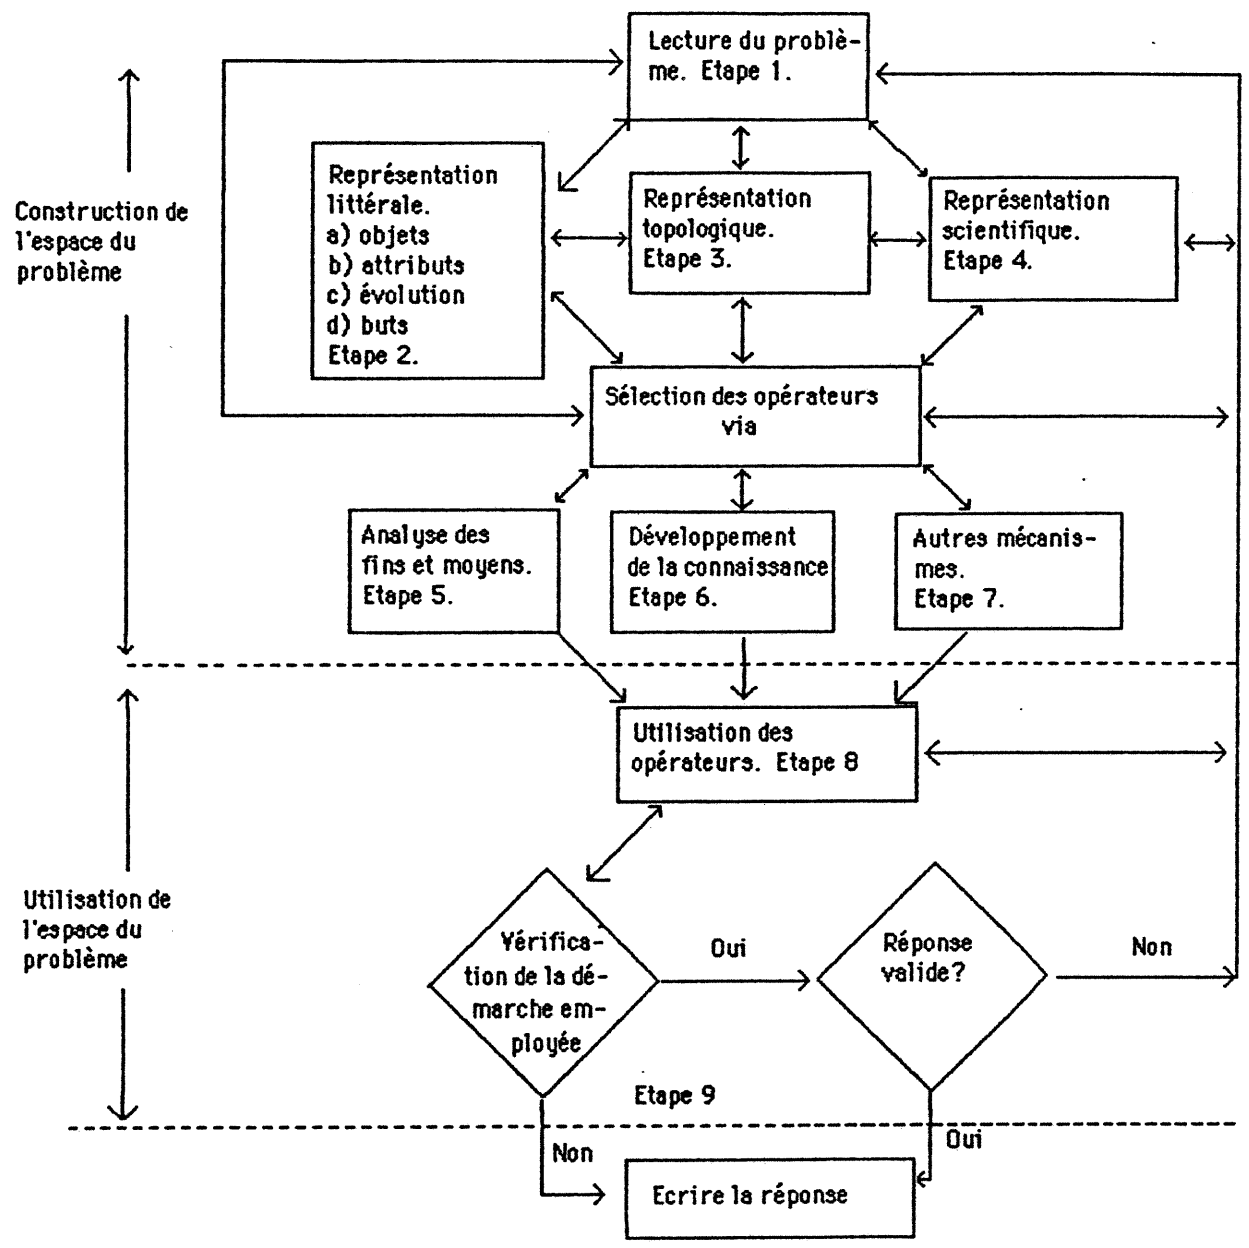 Lecture du problè-
me. Etape 1.
Construction de
l'espace du
problème
Représentation
littérale.
a) objets
b) attributs
c) évolution
d) buts
Etape 2.
Représentation
topologique.
Etape 3.
Représentation
scientifique.
Etape 4.
Sélection des opérateurs
via
Analyse des
fins et moyens.
Etape 5.
Développement
de la connaissance
Etape 6.
Autres mécanis-
mes.
Etape 7.
Utilisation des
opérateurs. Etape 8
Utilisation de
l'espace du
problème
Vérifica-
tion de la dé-
marche em-
ployée
Oui
Réponse
valide?
Non
Etape 9
Non
Oui
Ecrire la réponse